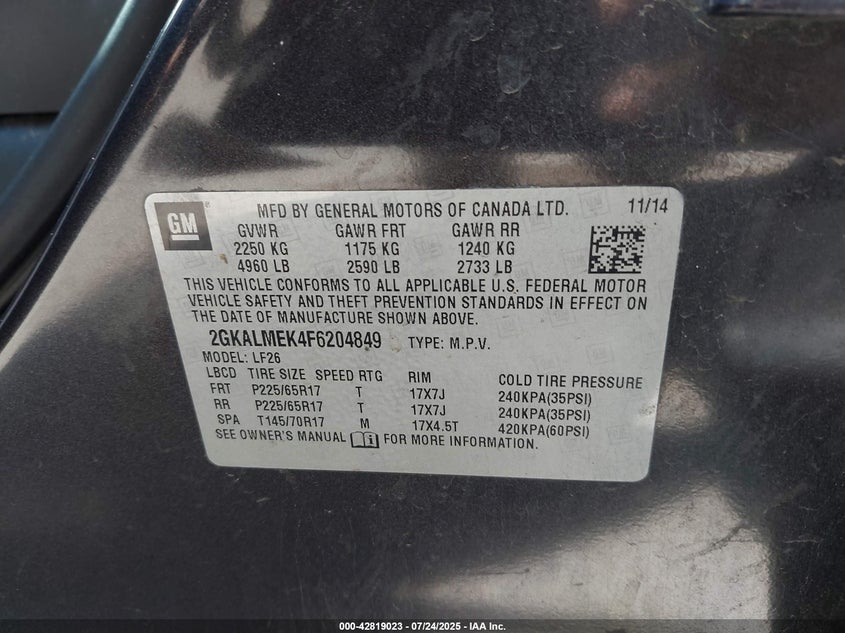 GM
MFD BY GENERAL MOTORS OF CANADA LTD. 11/14
GVWR GAWR FRT GAWR RR
2250 KG 1175 KG 1240 KG
4960 LB 2590 LB 2733 LB
THIS VEHICLE CONFORMS TO ALL APPLICABLE U.S. FEDERAL MOTOR
VEHICLE SAFETY AND THEFT PREVENTION STANDARDS IN EFFECT ON
THE DATE OF MANUFACTURE SHOWN ABOVE.
2GKALMEK4F6204849 TYPE: M.P.V.
MODEL: LF26
LBCD TIRE SIZE SPEED RTG RIM COLD TIRE PRESSURE
FRT P225/65R17 T 17X7J 240KPA(35PSI)
RR P225/65R17 T 17X7J 240KPA(35PSI)
SPA T145/70R17 M 17X4.5T 420KPA(60PSI)
SEE OWNER'S MANUAL FOR MORE INFORMATION.
000-42819023 | 07/24/2025 | IAA Inc.